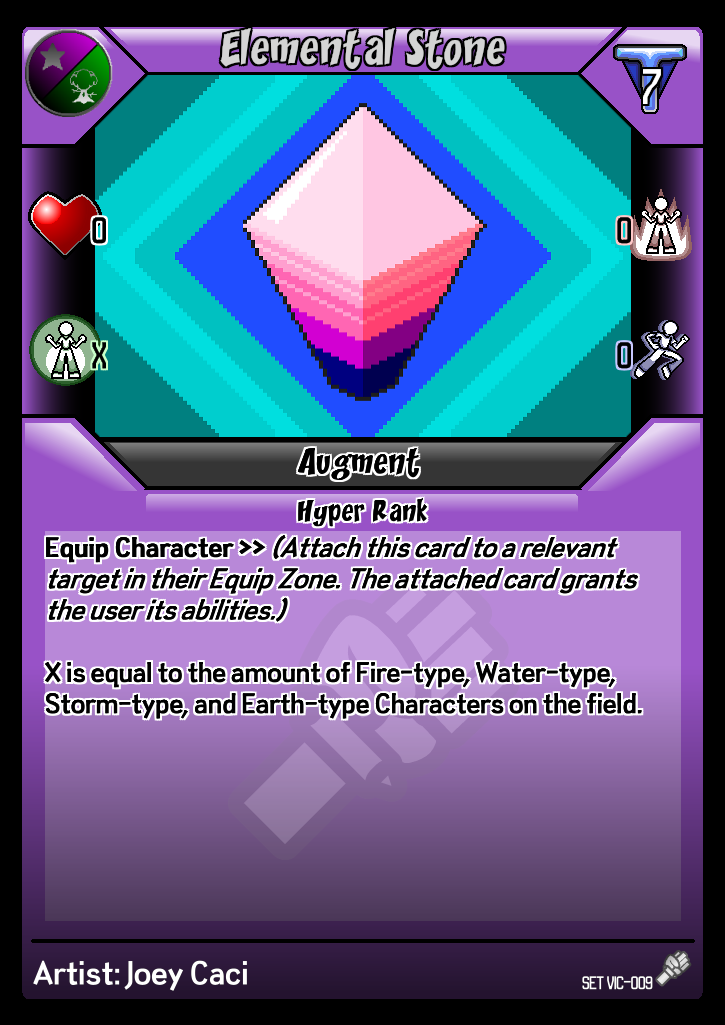 Elemental Stone
7
0
0
X
0
Augment
Hyper Rank
Equip Character >> (Attach this card to a relevant
target in their Equip Zone. The attached card grants
the user its abilities.)
X is equal to the amount of Fire-type, Water-type,
Storm-type, and Earth-type Characters on the field.
Artist: Joey Caci
SET VIC-009